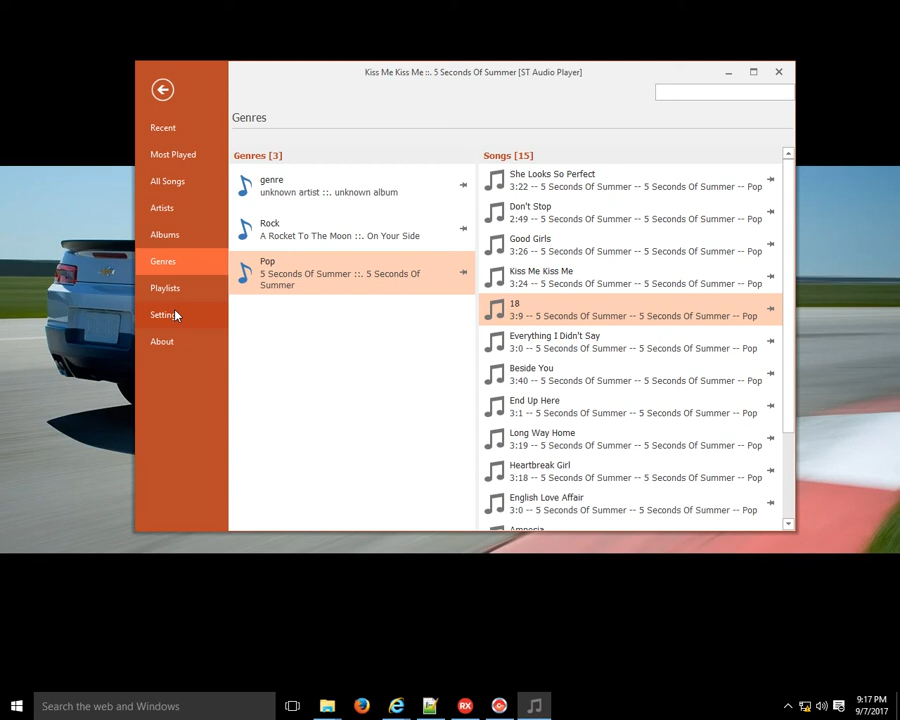 Kiss Me Kiss Me ::. 5 Seconds Of Summer [ST Audio Player]
Recent
Most Played
All Songs
Artists
Albums
Genres
Playlists
Settings
About
Genres
Genres [3]
genre
unknown artist ::. unknown album
Rock
A Rocket To The Moon ::. On Your Side
Pop
5 Seconds Of Summer ::. 5 Seconds Of
Summer
Songs [15]
She Looks So Perfect
3:22 -- 5 Seconds Of Summer -- 5 Seconds Of Summer -- Pop
Don't Stop
2:49 -- 5 Seconds Of Summer -- 5 Seconds Of Summer -- Pop
Good Girls
3:26 -- 5 Seconds Of Summer -- 5 Seconds Of Summer -- Pop
Kiss Me Kiss Me
3:24 -- 5 Seconds Of Summer -- 5 Seconds Of Summer -- Pop
18
3:9 -- 5 Seconds Of Summer -- 5 Seconds Of Summer -- Pop
Everything I Didn't Say
3:0 -- 5 Seconds Of Summer -- 5 Seconds Of Summer -- Pop
Beside You
3:40 -- 5 Seconds Of Summer -- 5 Seconds Of Summer -- Pop
End Up Here
3:1 -- 5 Seconds Of Summer -- 5 Seconds Of Summer -- Pop
Long Way Home
3:19 -- 5 Seconds Of Summer -- 5 Seconds Of Summer -- Pop
Heartbreak Girl
3:18 -- 5 Seconds Of Summer -- 5 Seconds Of Summer -- Pop
English Love Affair
3:0 -- 5 Seconds Of Summer -- 5 Seconds Of Summer -- Pop
Amnesia
Search the web and Windows
RX
9:17 PM
9/7/2017